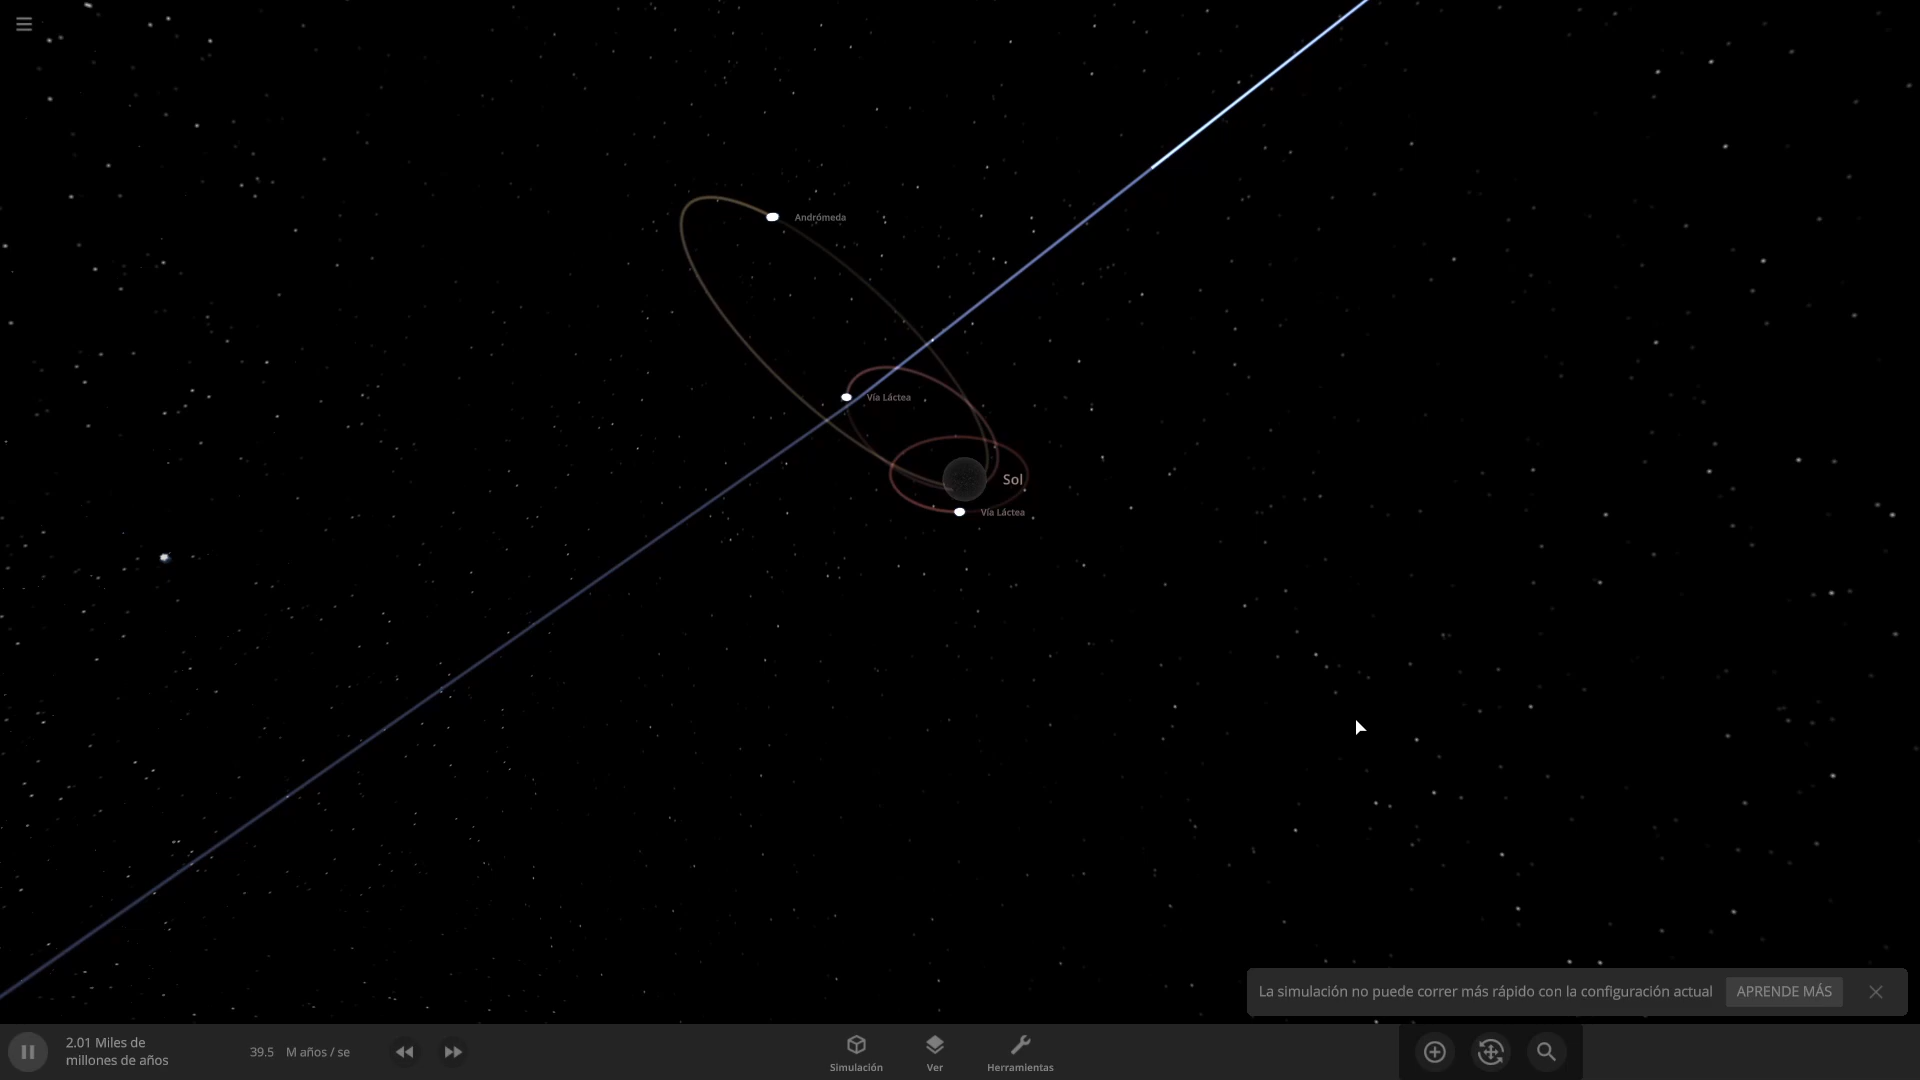 Andrómeda
Vía Láctea
Sol
Vía Láctea
La simulación no puede correr más rápido con la configuración actual
APRENDE MÁS
2.01 Miles de
millones de años
39.5 M años / se
Simulación
Ver
Herramientas